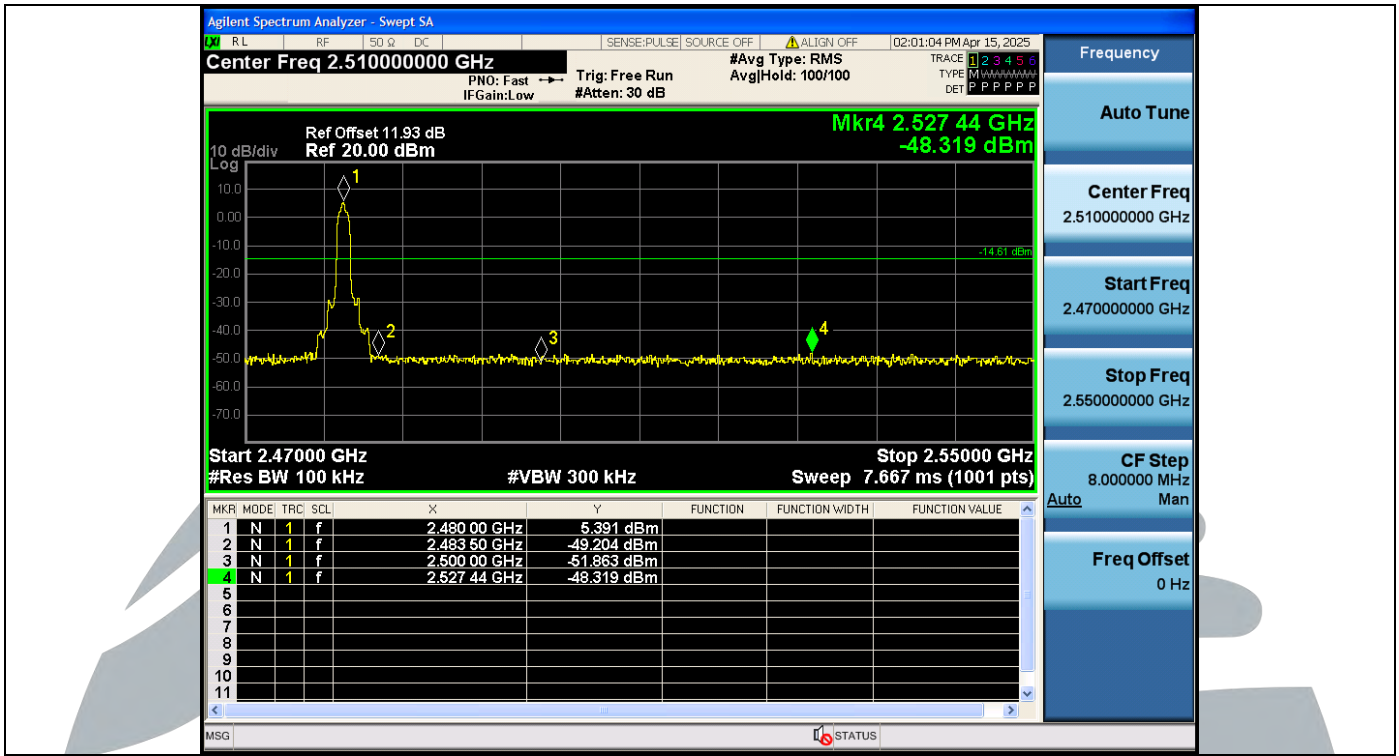 Agilent Spectrum Analyzer - Swept SA
LXI RL RF 50 Ω DC SENSE:PULSE SOURCE OFF ALIGN OFF 02:01:04 PM Apr 15, 2025
Center Freq 2.510000000 GHz
PNO: Fast
IFGain:Low
Trig: Free Run
#Atten: 30 dB
#Avg Type: RMS
Avg|Hold: 100/100
TRACE 1 2 3 4 5 6
TYPE M
DET P P P P P P
Mkr4 2.527 44 GHz
-48.319 dBm
Ref Offset 11.93 dB
10 dB/div Ref 20.00 dBm
Log
10.0
0.00
-10.0
-20.0
-30.0
-40.0
-50.0
-60.0
-70.0
1
2
3
4
-14.61 dBm
Start 2.47000 GHz Stop 2.55000 GHz
#Res BW 100 kHz #VBW 300 kHz Sweep 7.667 ms (1001 pts)
MKR MODE TRC SCL X Y FUNCTION FUNCTION WIDTH FUNCTION VALUE
1 N 1 f 2.480 00 GHz 5.391 dBm
2 N 1 f 2.483 50 GHz -49.204 dBm
3 N 1 f 2.500 00 GHz -51.863 dBm
4 N 1 f 2.527 44 GHz -48.319 dBm
5
6
7
8
9
10
11
MSG STATUS
Frequency
Auto Tune
Center Freq
2.510000000 GHz
Start Freq
2.470000000 GHz
Stop Freq
2.550000000 GHz
CF Step
8.000000 MHz
Auto Man
Freq Offset
0 Hz